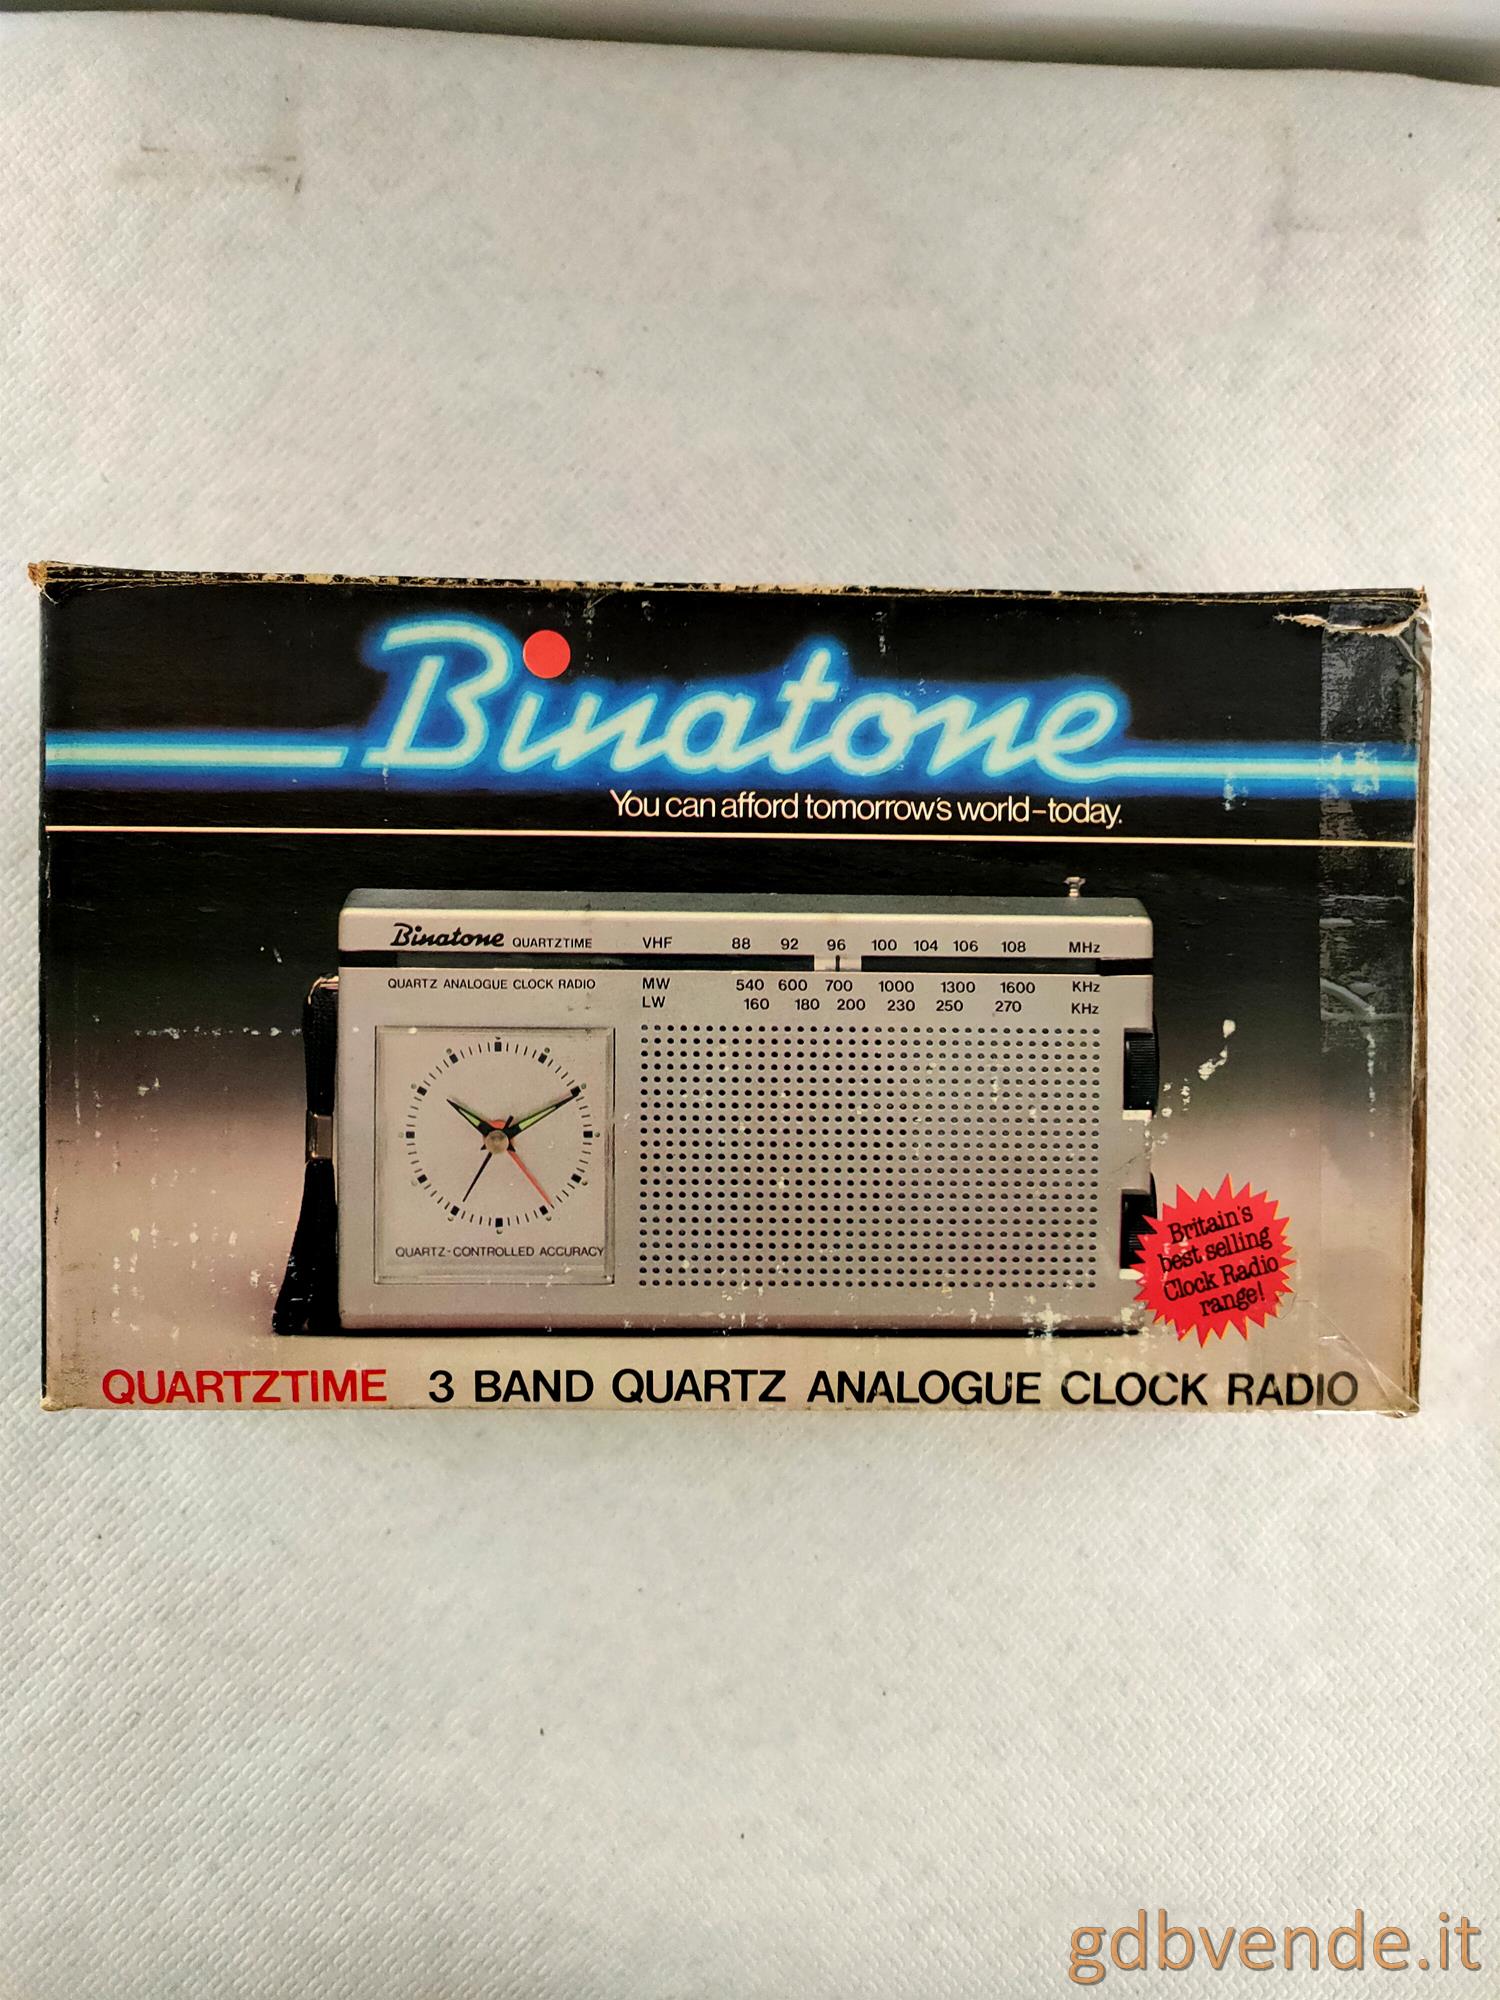 Binatone
You can afford tomorrow's world–today.
Binatone QUARTZTIME
VHF 88 92 96 100 104 106 108 MHz
QUARTZ ANALOGUE CLOCK RADIO
MW 540 600 700 1000 1300 1600 KHz
LW 160 180 200 230 250 270 KHz
QUARTZ-CONTROLLED ACCURACY
Britain's
best selling
Clock Radio
range!
QUARTZTIME 3 BAND QUARTZ ANALOGUE CLOCK RADIO
gdbvende.it